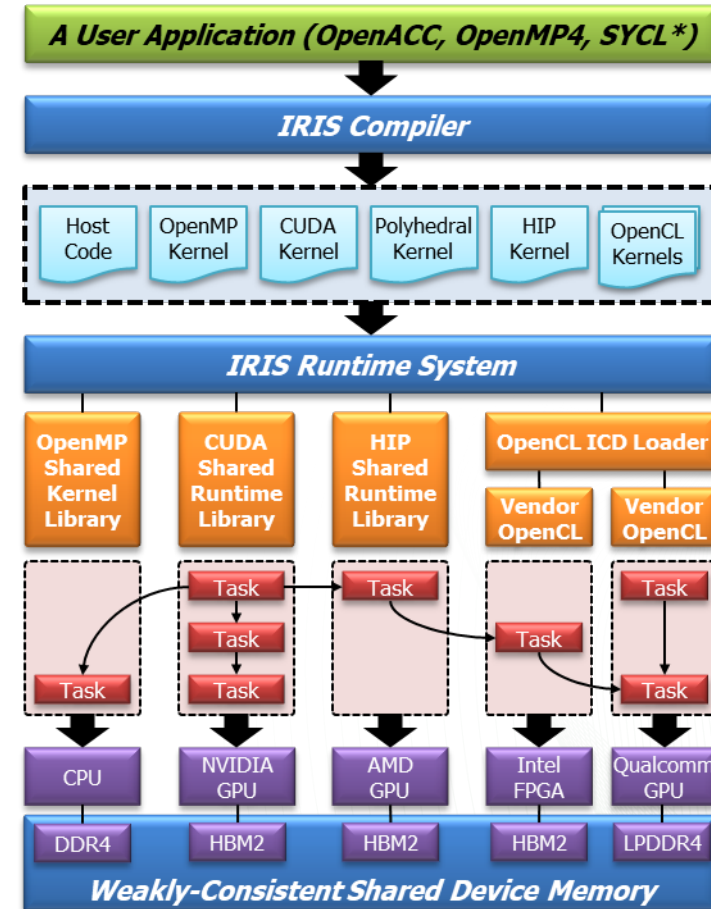 A User Application (OpenACC, OpenMP4, SYCL*)
IRIS Compiler
Host
Code
OpenMP
Kernel
CUDA
Kernel
Polyhedral
Kernel
HIP
Kernel
OpenCL
Kernels
IRIS Runtime System
OpenMP
Shared
Kernel
Library
CUDA
Shared
Runtime
Library
HIP
Shared
Runtime
Library
OpenCL ICD Loader
Vendor
OpenCL
Vendor
OpenCL
Task
Task
Task
Task
Task
Task
Task
Task
CPU
NVIDIA
GPU
AMD
GPU
Intel
FPGA
Qualcomm
GPU
DDR4
HBM2
HBM2
HBM2
LPDDR4
Weakly-Consistent Shared Device Memory